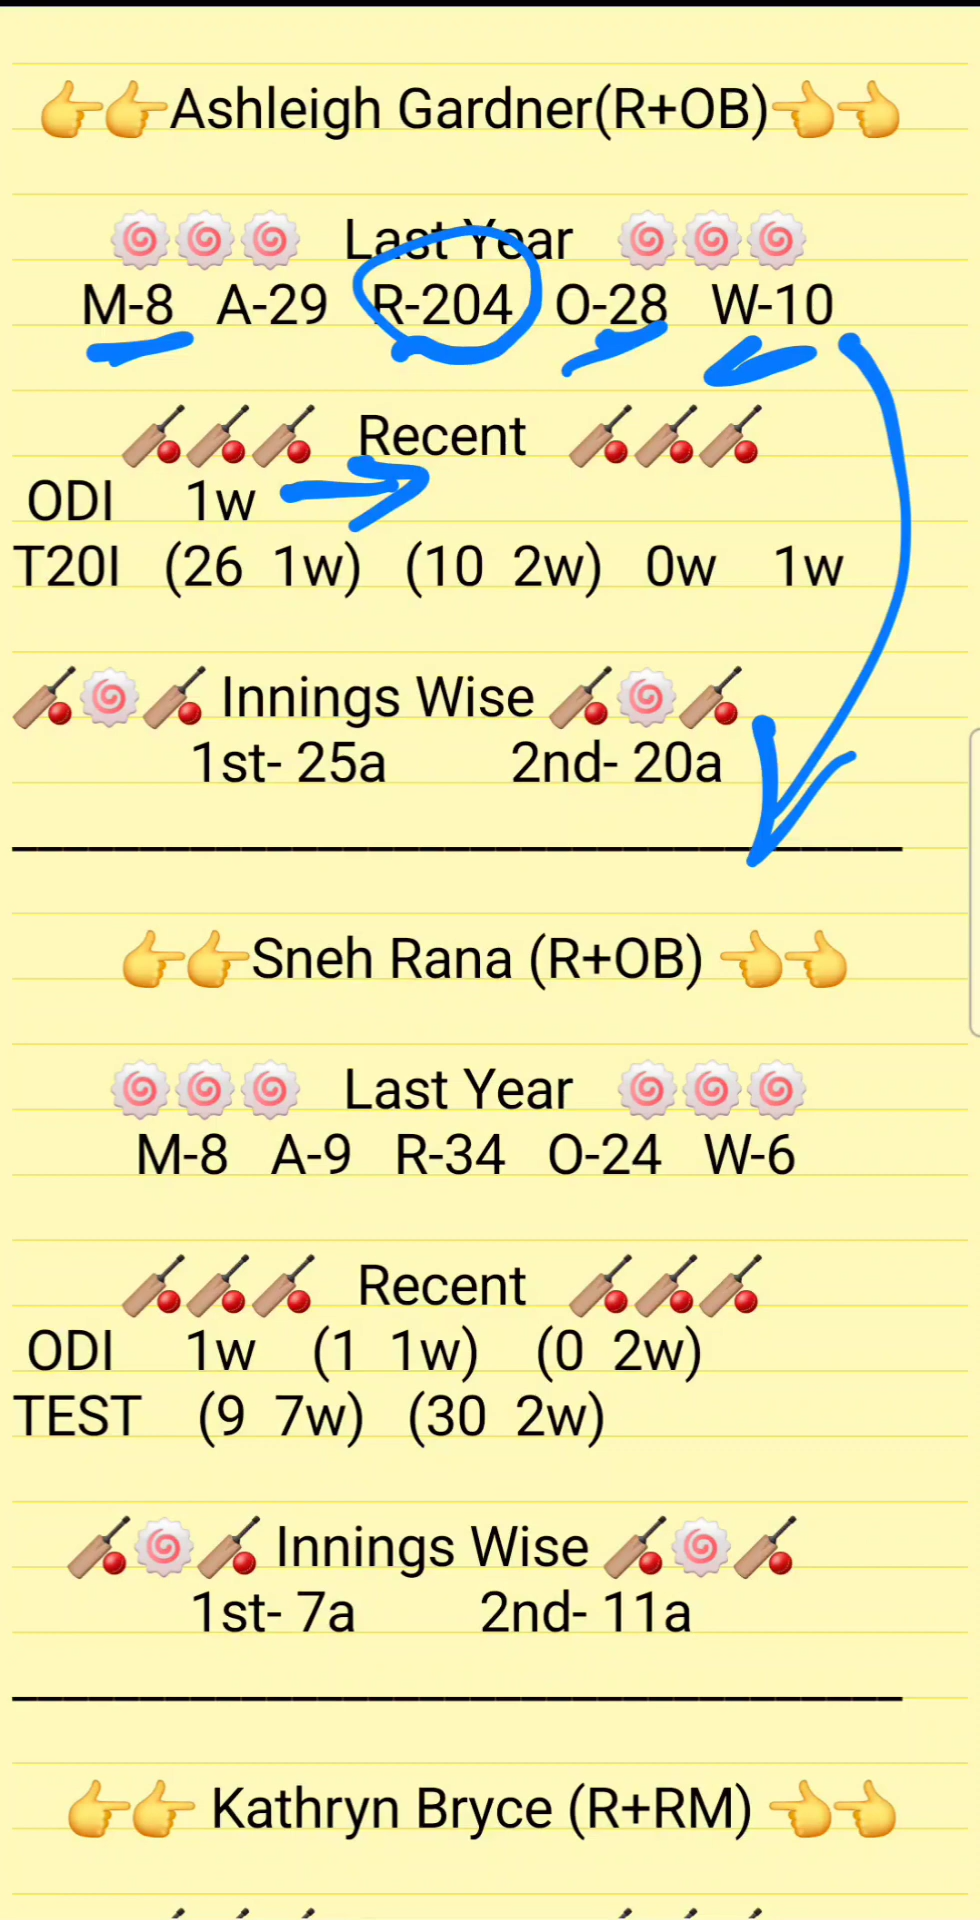 👉👉Ashleigh Gardner(R+OB)👈👈
🍥🍥🍥 Last Year 🍥🍥🍥
M-8 A-29 R-204 O-28 W-10
🏏🏏🏏 Recent 🏏🏏🏏
ODI 1w
T20I (26 1w) (10 2w) 0w 1w
🏏🍥🏏 Innings Wise 🏏🍥🏏
1st- 25a 2nd- 20a
👉👉Sneh Rana (R+OB) 👈👈
🍥🍥🍥 Last Year 🍥🍥🍥
M-8 A-9 R-34 O-24 W-6
🏏🏏🏏 Recent 🏏🏏🏏
ODI 1w (1 1w) (0 2w)
TEST (9 7w) (30 2w)
🏏🍥🏏 Innings Wise 🏏🍥🏏
1st- 7a 2nd- 11a
👉👉 Kathryn Bryce (R+RM) 👈👈